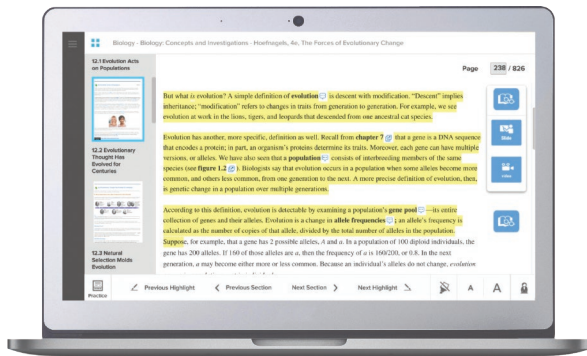 Biology - Biology: Concepts and Investigations - Hoefnagels, 4e, The Forces of Evolutionary Change
12.1 Evolution Acts
on Populations
12.2 Evolutionary
Thought Has
Evolved for
Centuries
12.3 Natural
Selection Molds
Evolution
Page 238 / 826
But what is evolution? A simple definition of evolution is descent with modification. "Descent" implies
inheritance; "modification" refers to changes in traits from generation to generation. For example, we see
evolution at work in the lions, tigers, and leopards that descended from one ancestral cat species.
Evolution has another, more specific, definition as well. Recall from chapter 7 that a gene is a DNA sequence
that encodes a protein; in part, an organism's proteins determine its traits. Moreover, each gene can have multiple
versions, or alleles. We have also seen that a population consists of interbreeding members of the same
species (see figure 1.2 ). Biologists say that evolution occurs in a population when some alleles become more
common, and others less common, from one generation to the next. A more precise definition of evolution, then,
is genetic change in a population over multiple generations.
According to this definition, evolution is detectable by examining a population's gene pool —its entire
collection of genes and their alleles. Evolution is a change in allele frequencies ; an allele's frequency is
calculated as the number of copies of that allele, divided by the total number of alleles in the population.
Suppose, for example, that a gene has 2 possible alleles, A and a. In a population of 100 diploid individuals, the
gene has 200 alleles. If 160 of those alleles are a, then the frequency of a is 160/200, or 0.8. In the next
generation, a may become either more or less common. Because an individual's alleles do not change, evolution
Slide
Practice
Previous Highlight
Previous Section
Next Section
Next Highlight
A
A